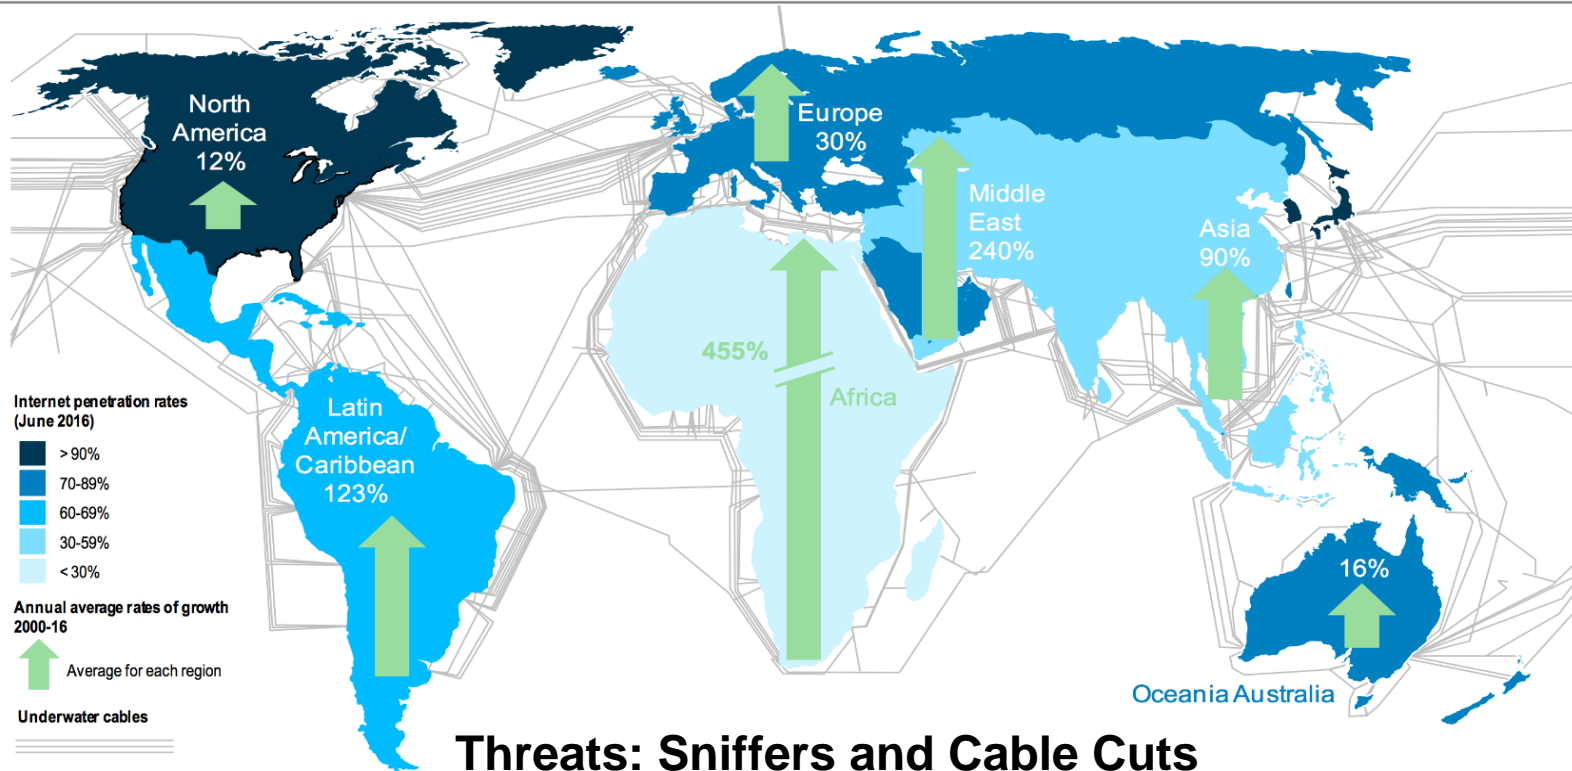 North
America
12%
Europe
30%
Middle
East
240%
Asia
90%
455%
Africa
Latin
America/
Caribbean
123%
16%
Oceania Australia
Internet penetration rates
(June 2016)
> 90%
70-89%
60-69%
30-59%
< 30%
Annual average rates of growth
2000-16
Average for each region
Underwater cables
Threats: Sniffers and Cable Cuts